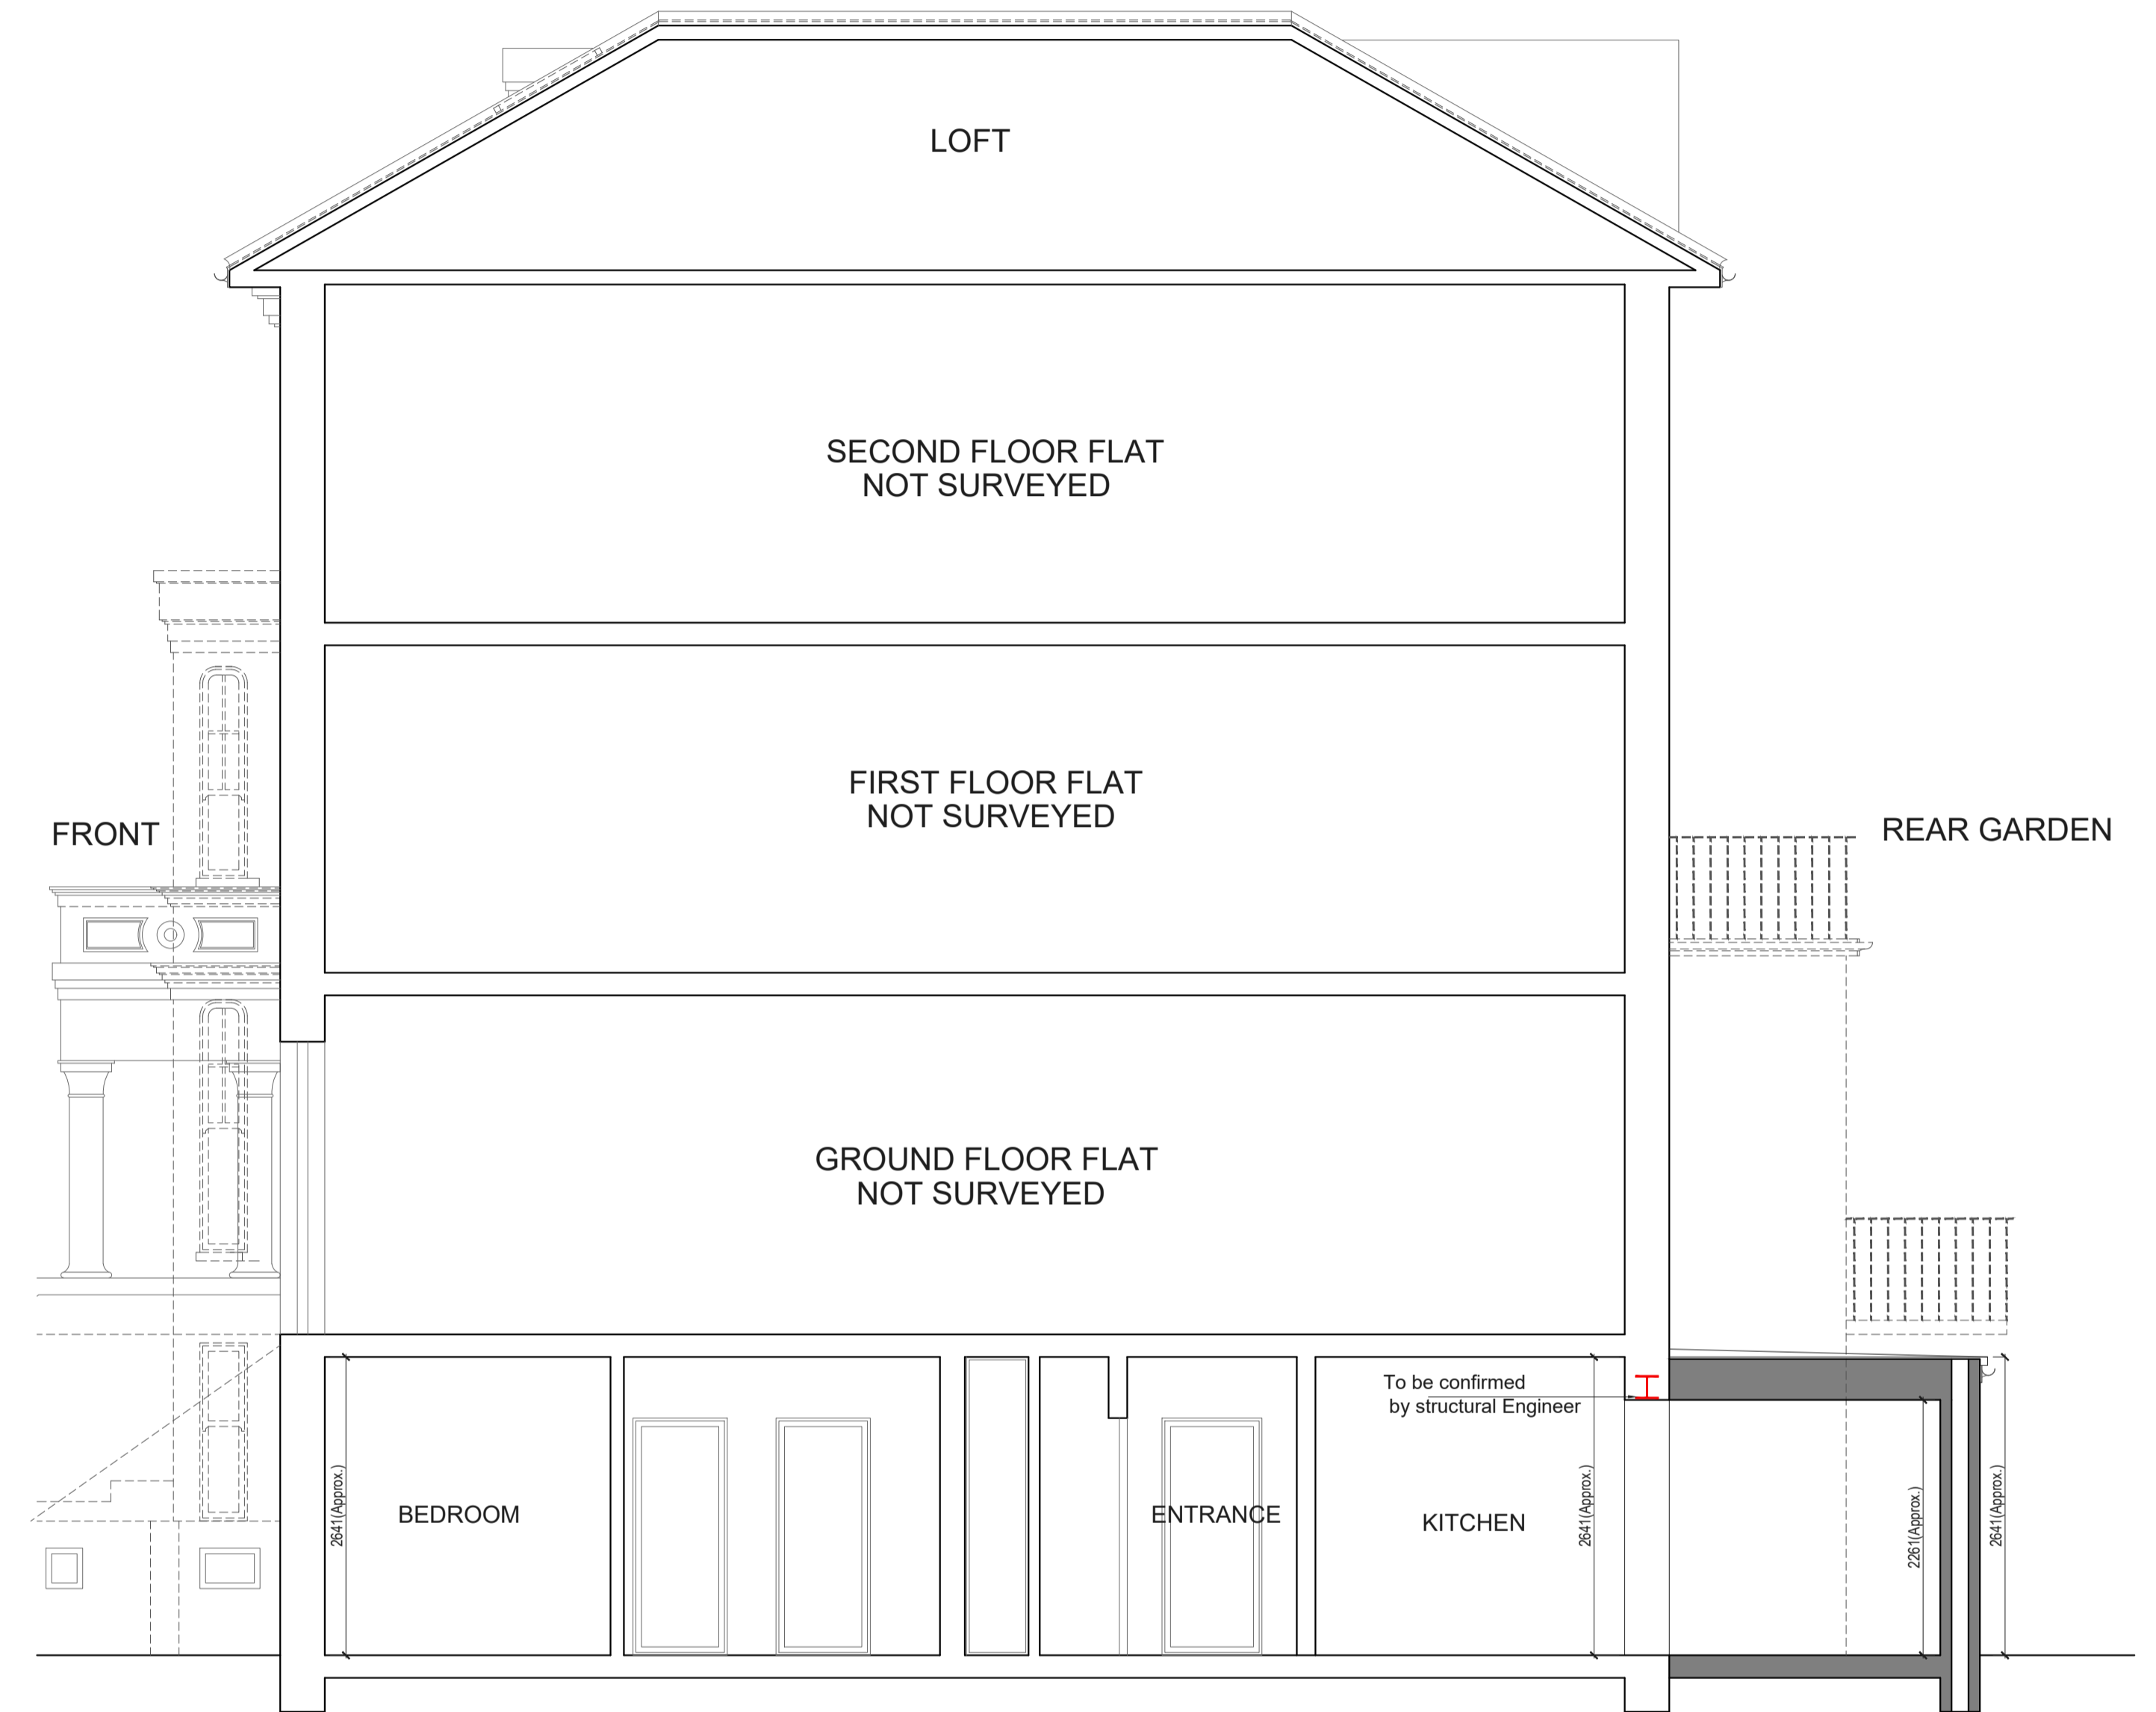 LOFT
SECOND FLOOR FLAT
NOT SURVEYED
FIRST FLOOR FLAT
NOT SURVEYED
FRONT
REAR GARDEN
GROUND FLOOR FLAT
NOT SURVEYED
To be confirmed
by structural Engineer
2641(Approx.)
BEDROOM
ENTRANCE
KITCHEN
2641(Approx.)
2261(Approx.)
2641(Approx.)